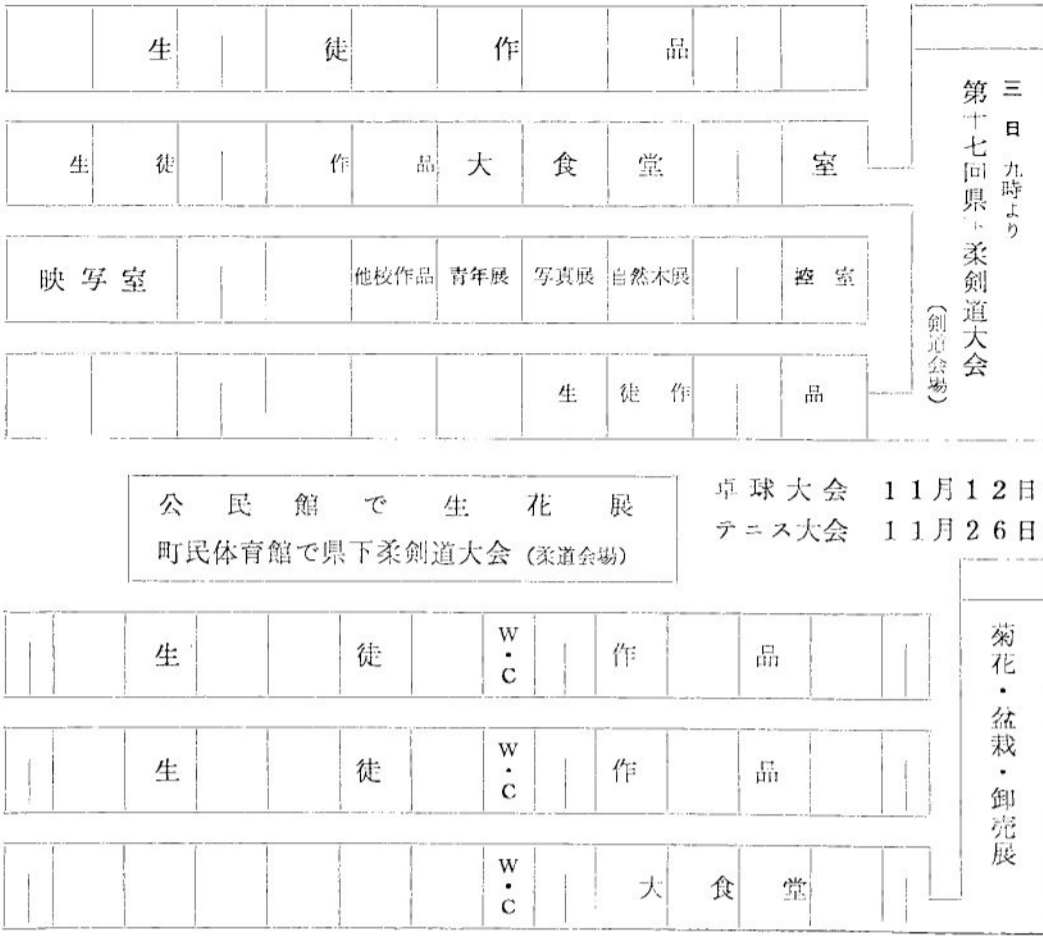 生徒作品
三日 九時より
第十七回県下柔剣道大会
(剣道会場)
生徒作品 大食堂 室
映写室 他校作品 青年展 写真展 自然木展 控室
生徒作品
公民館で生花展
町民体育館で県下柔剣道大会 (柔道会場)
卓球大会 11月12日
テニス大会 11月26日
生徒 W・C 作品
生徒 W・C 作品
W・C 大食堂
菊花・盆栽・卸売展